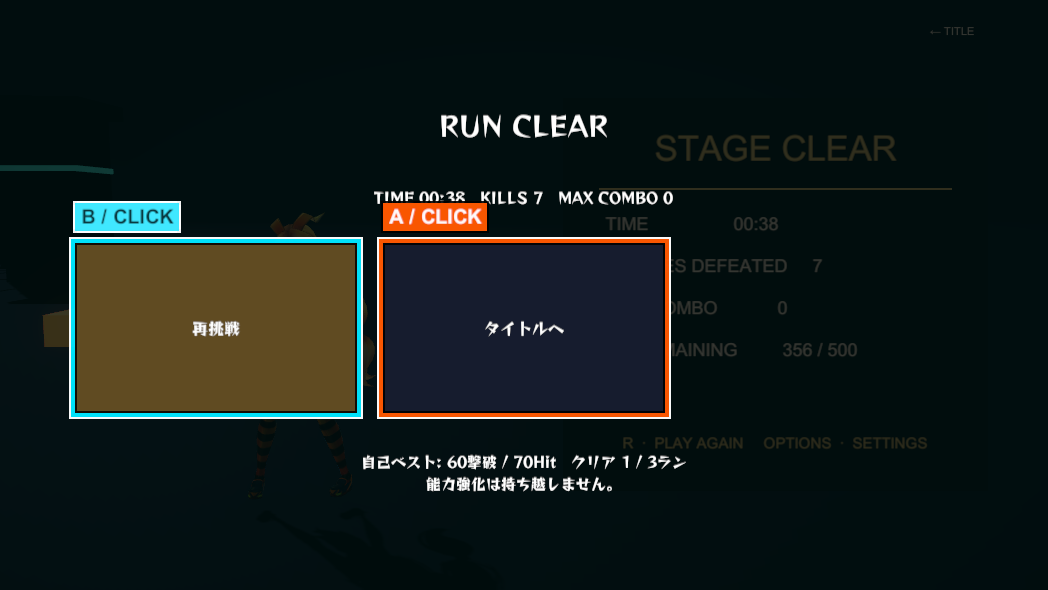 ← TITLE
RUN CLEAR
STAGE CLEAR
TIME 00:38 KILLS 7 MAX COMBO 0
B / CLICK
A / CLICK
TIME 00:38
ES DEFEATED 7
OMBO 0
MAINING 356 / 500
再挑戦
タイトルへ
R · PLAY AGAIN OPTIONS · SETTINGS
自己ベスト: 60撃破 / 70Hit クリア 1 / 3ラン
能力強化は持ち越しません。